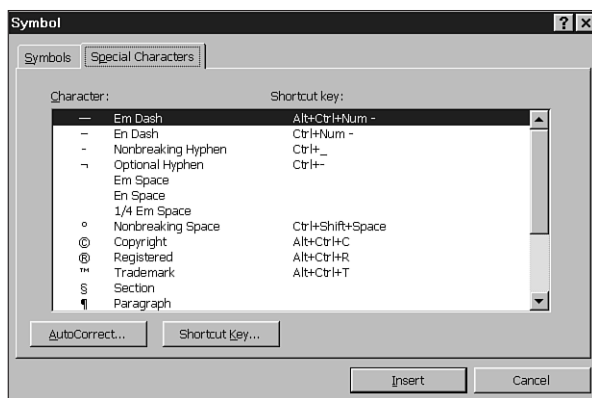 Symbol ? ×
Symbols Special Characters
Character: Shortcut key:
— Em Dash Alt+Ctrl+Num -
– En Dash Ctrl+Num -
- Nonbreaking Hyphen Ctrl+_
¬ Optional Hyphen Ctrl+-
Em Space
En Space
1/4 Em Space
° Nonbreaking Space Ctrl+Shift+Space
© Copyright Alt+Ctrl+C
® Registered Alt+Ctrl+R
™ Trademark Alt+Ctrl+T
§ Section
¶ Paragraph
AutoCorrect... Shortcut Key...
Insert Cancel